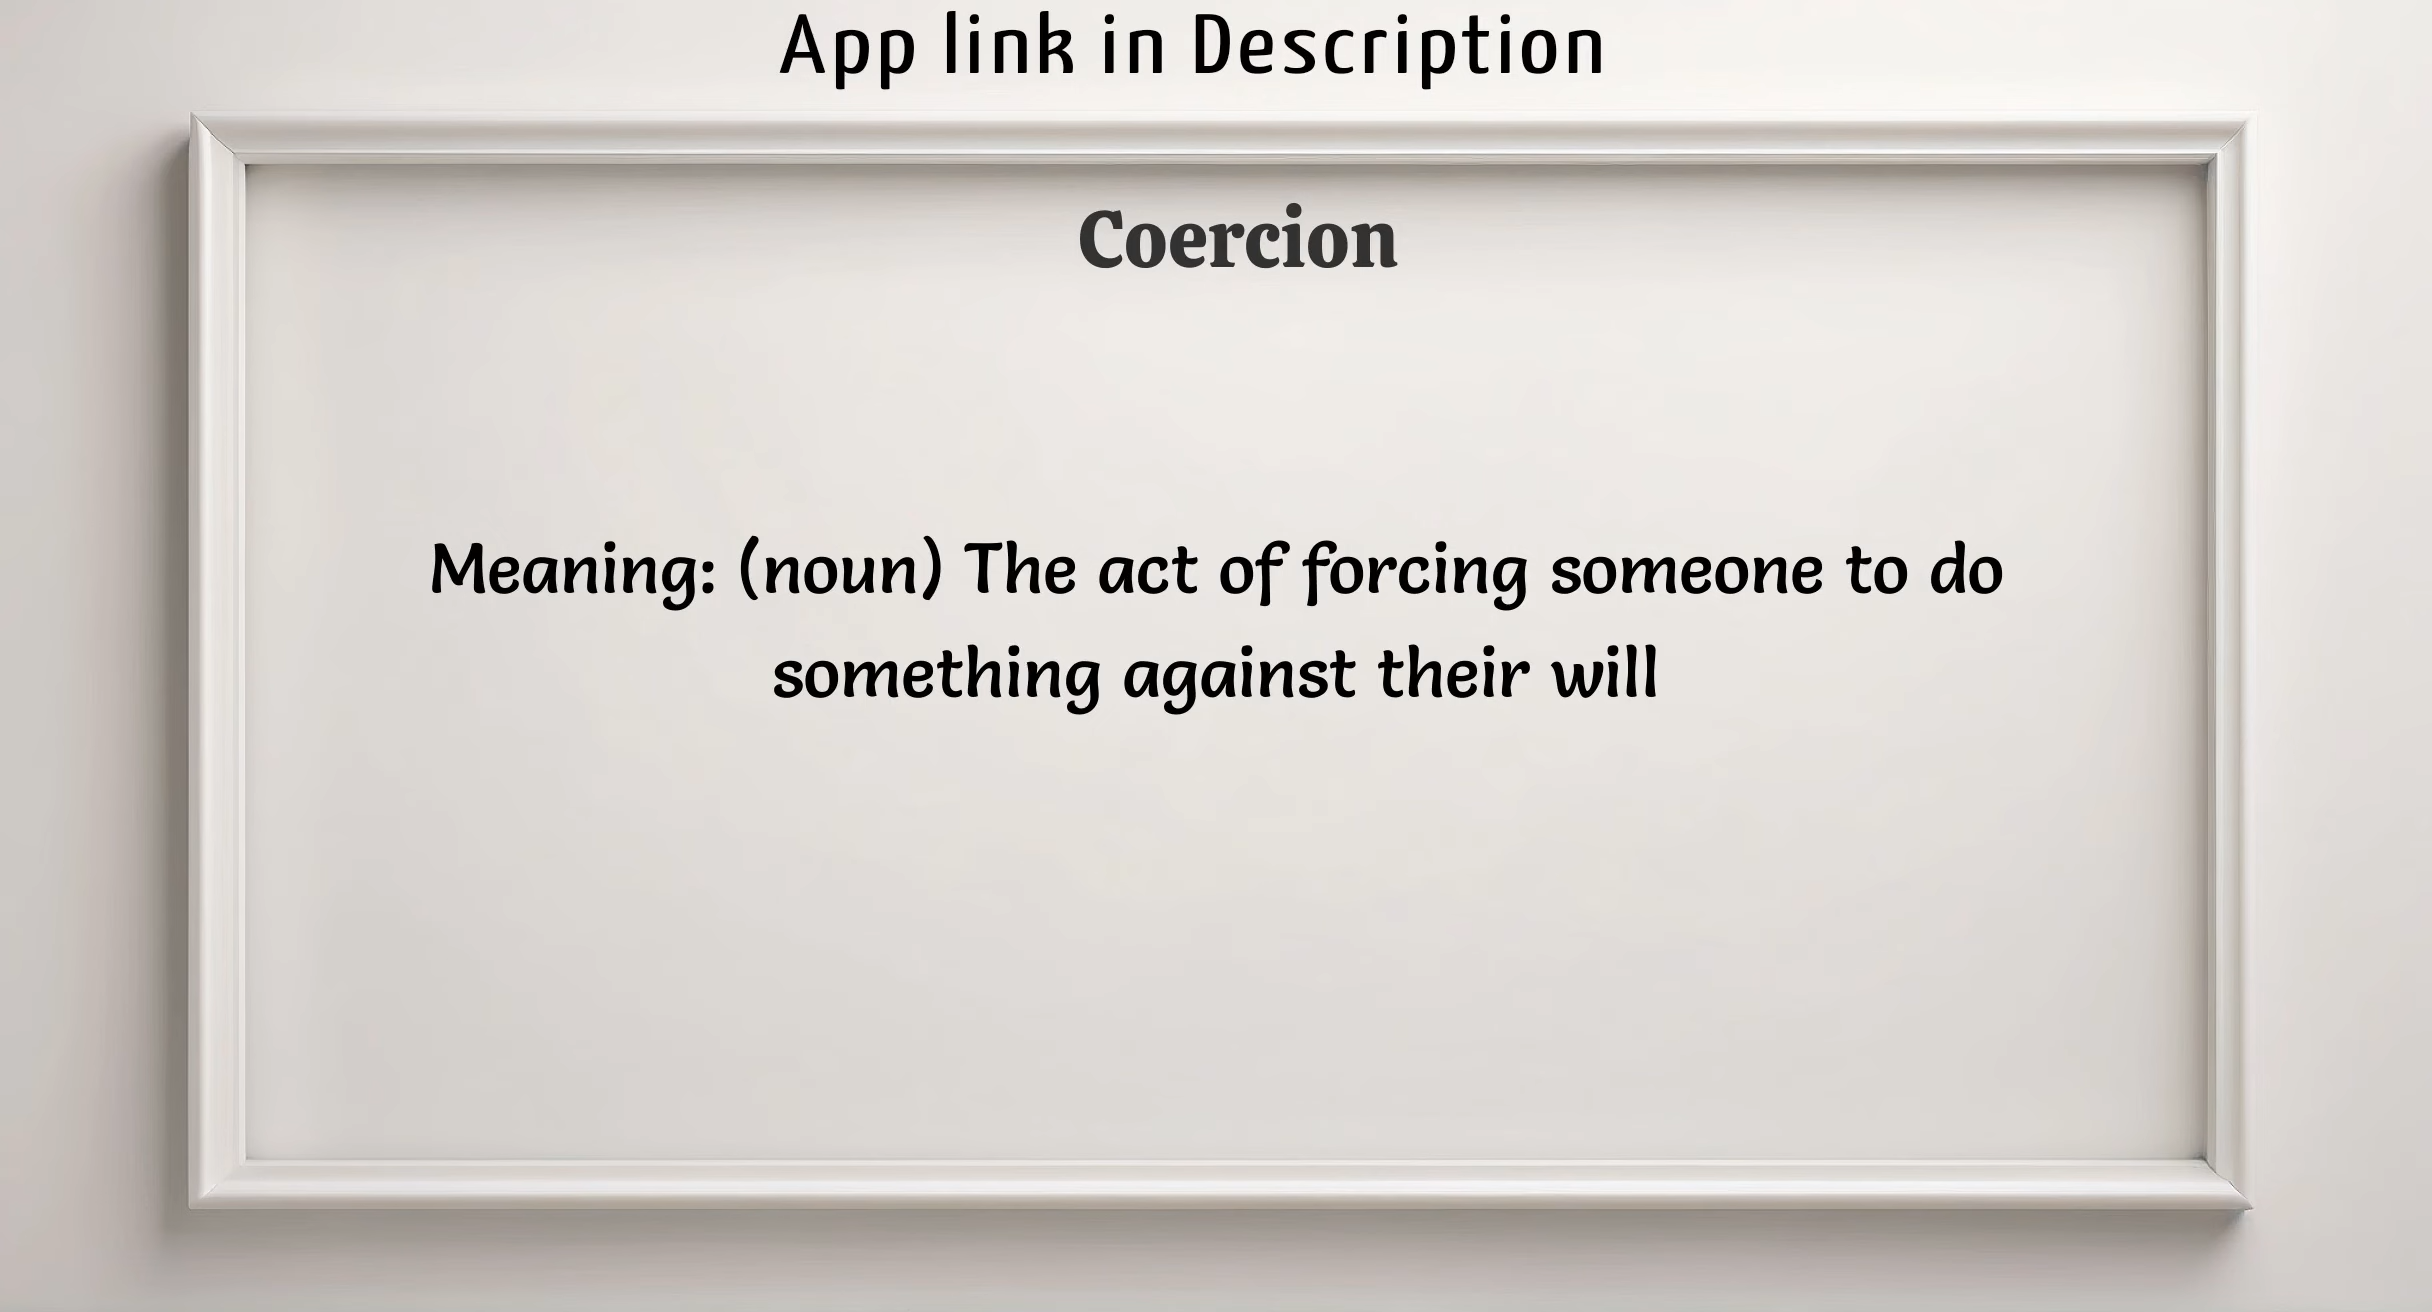 App link in Description
Coercion
Meaning: (noun) The act of forcing someone to do
something against their will